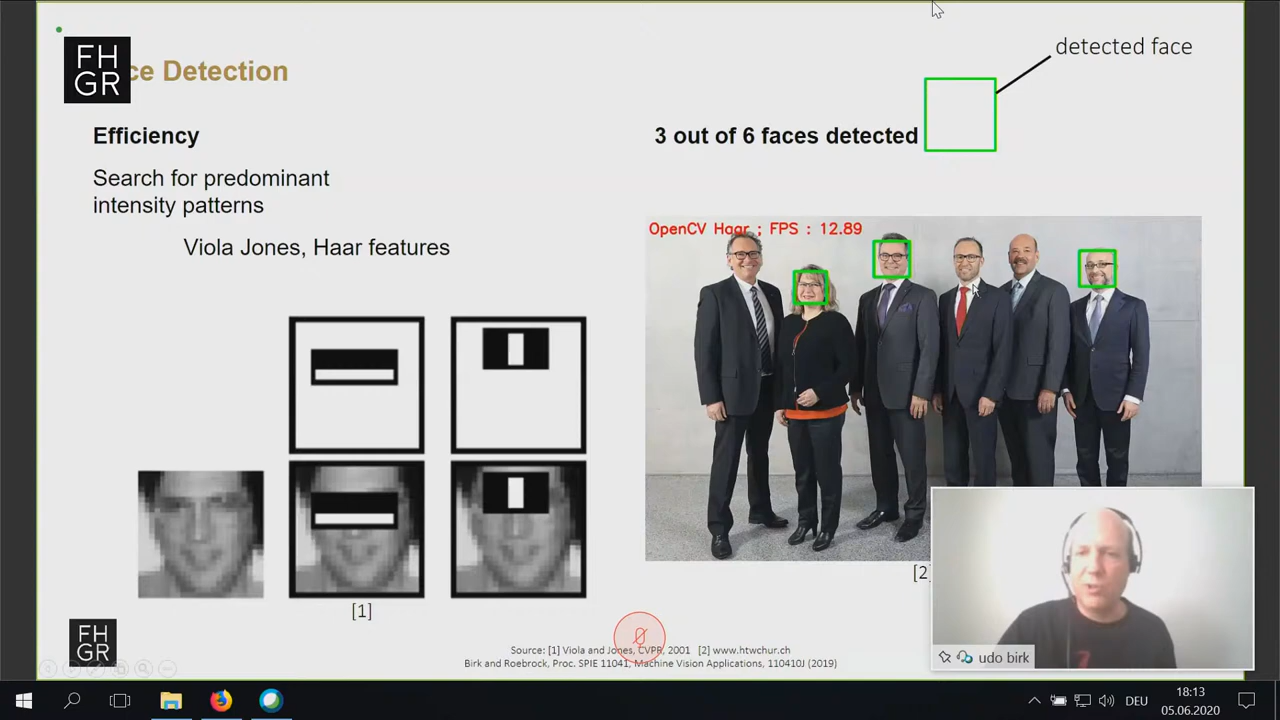 FH
GR
ce Detection
detected face
Efficiency
3 out of 6 faces detected
Search for predominant
intensity patterns
Viola Jones, Haar features
OpenCV Haar ; FPS : 12.89
[1]
[2]
FH
GR
Source: [1] Viola and Jones, CVPR, 2001 [2] www.htwchur.ch
Birk and Roebrock, Proc. SPIE 11041, Machine Vision Applications, 110410J (2019)
udo birk
DEU
18:13
05.06.2020